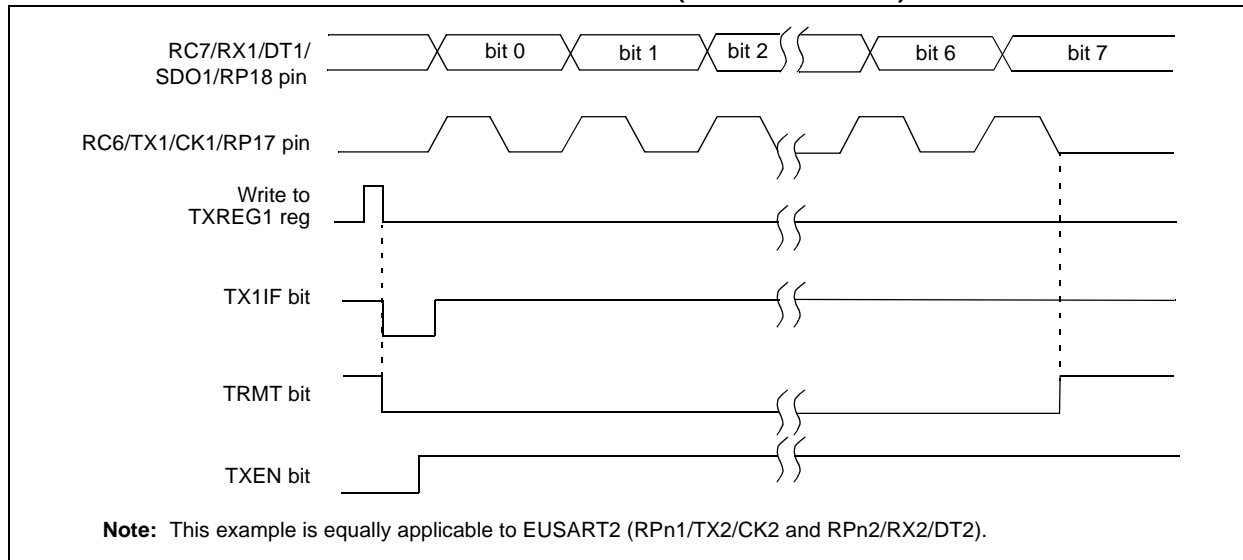 RC7/RX1/DT1/
SDO1/RP18 pin
bit 0
bit 1
bit 2
bit 6
bit 7
RC6/TX1/CK1/RP17 pin
Write to
TXREG1 reg
TX1IF bit
TRMT bit
TXEN bit
Note: This example is equally applicable to EUSART2 (RPn1/TX2/CK2 and RPn2/RX2/DT2).